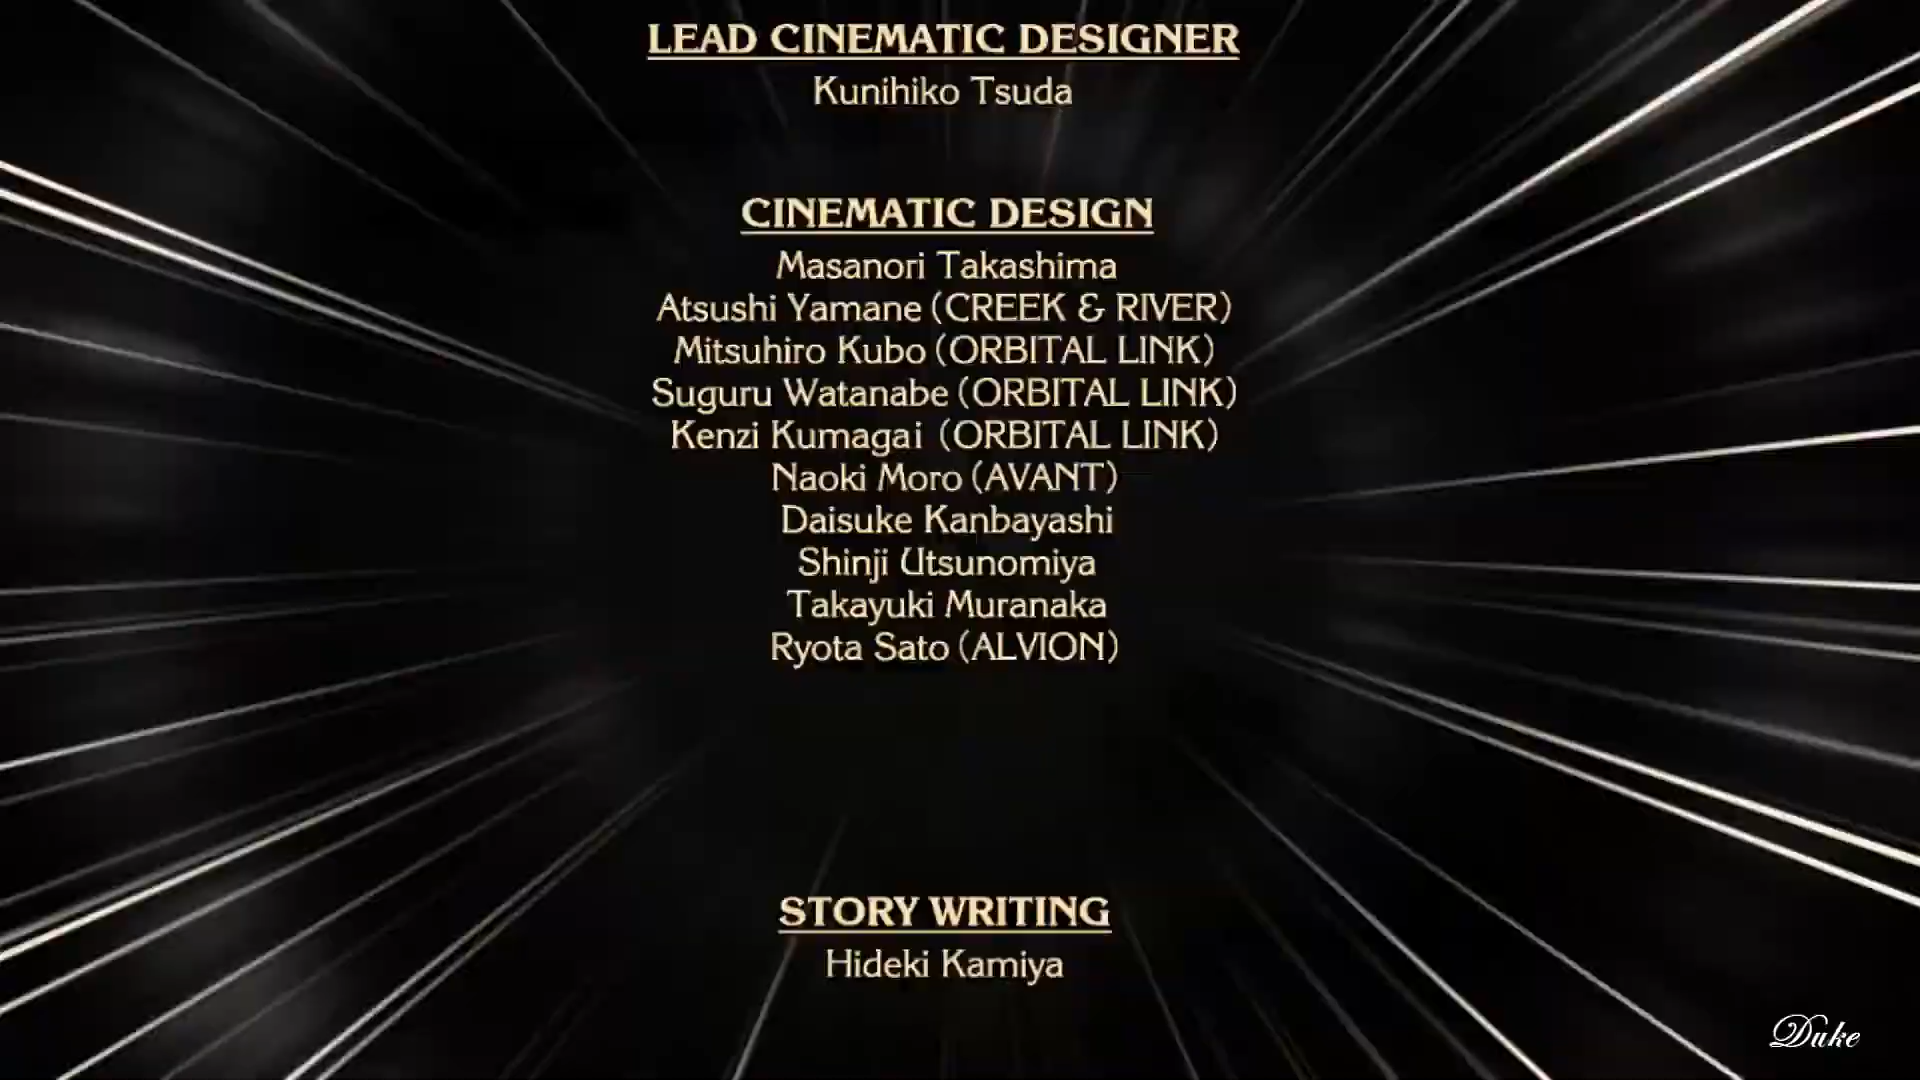 LEAD CINEMATIC DESIGNER
Kunihiko Tsuda
CINEMATIC DESIGN
Masanori Takashima
Atsushi Yamane (CREEK & RIVER)
Mitsuhiro Kubo (ORBITAL LINK)
Suguru Watanabe (ORBITAL LINK)
Kenzi Kumagai (ORBITAL LINK)
Naoki Moro (AVANT)
Daisuke Kanbayashi
Shinji Utsunomiya
Takayuki Muranaka
Ryota Sato (ALVION)
STORY WRITING
Hideki Kamiya
Duke